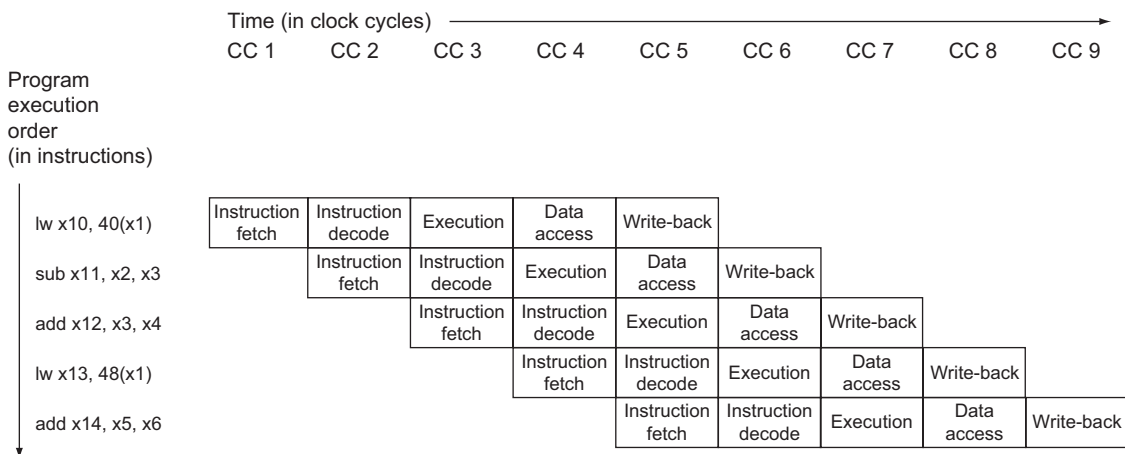 Time (in clock cycles)
CC 1 CC 2 CC 3 CC 4 CC 5 CC 6 CC 7 CC 8 CC 9
Program
execution
order
(in instructions)
lw x10, 40(x1)
Instruction
fetch
Instruction
decode
Execution
Data
access
Write-back
sub x11, x2, x3
Instruction
fetch
Instruction
decode
Execution
Data
access
Write-back
add x12, x3, x4
Instruction
fetch
Instruction
decode
Execution
Data
access
Write-back
lw x13, 48(x1)
Instruction
fetch
Instruction
decode
Execution
Data
access
Write-back
add x14, x5, x6
Instruction
fetch
Instruction
decode
Execution
Data
access
Write-back